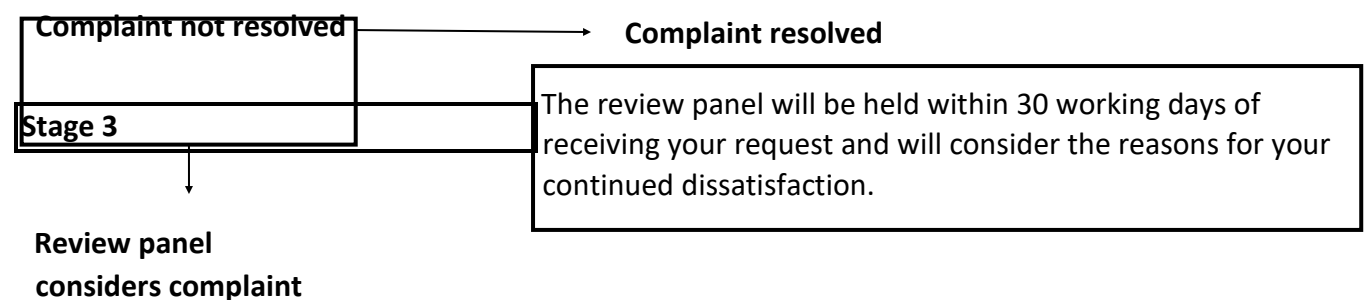 Complaint not resolved
Complaint resolved
Stage 3
The review panel will be held within 30 working days of
receiving your request and will consider the reasons for your
continued dissatisfaction.
Review panel
considers complaint